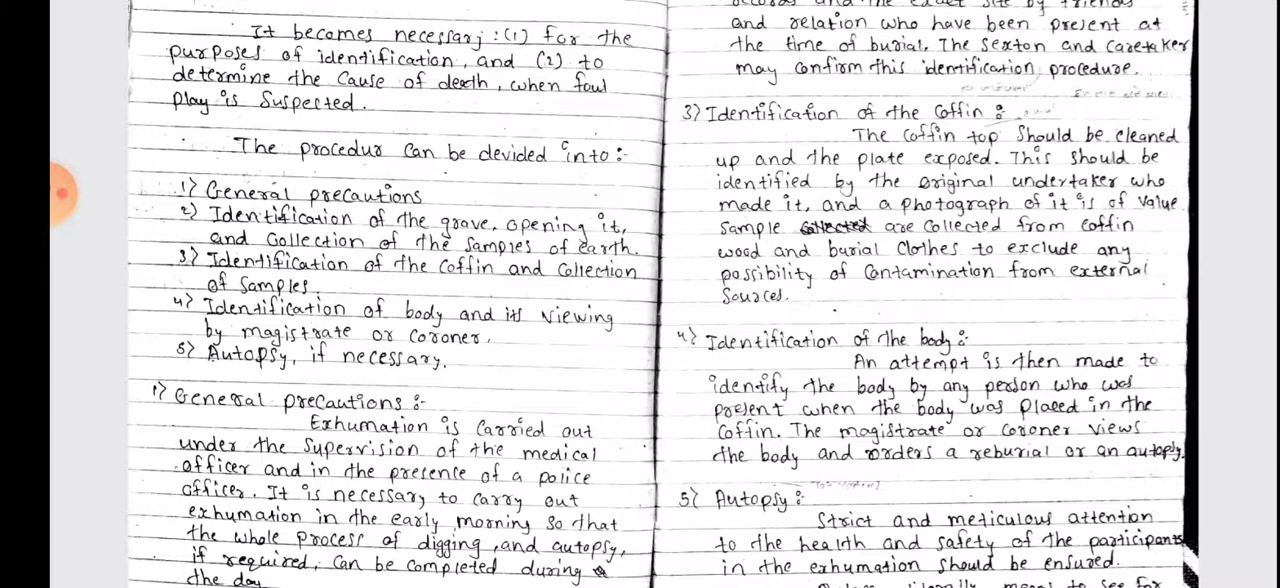 It becomes necessary : (1) for the
purposes of identification, and (2) to
determine the cause of death, when foul
play is suspected.
The procedur can be devided into :-
1) General precautions
2) Identification of the grave, opening it,
and collection of the samples of earth.
3) Identification of the coffin and collection
of samples.
4) Identification of body and its viewing
by magistrate or coroner.
5) Autopsy, if necessary.
1) General precautions :-
Exhumation is carried out
under the supervision of the medical
officer and in the presence of a police
officer. It is necessary to carry out
exhumation in the early morning so that
the whole process of digging, and autopsy,
if required, can be completed during
the day
and the exact site by friends
and relation who have been present at
the time of burial. The sexton and caretaker
may confirm this identification procedure.
3) Identification of the coffin :
The coffin top should be cleaned
up and the plate exposed. This should be
identified by the original undertaker who
made it, and a photograph of it is of value
sample are collected from coffin
wood and burial clothes to exclude any
possibility of contamination from external
sources.
4) Identification of the body :-
An attempt is then made to
identify the body by any person who was
present when the body was placed in the
coffin. The magistrate or coroner views
the body and orders a reburial or an autopsy.
5) Autopsy :-
Strict and meticulous attention
to the health and safety of the participants
in the exhumation should be ensured.
means to see for